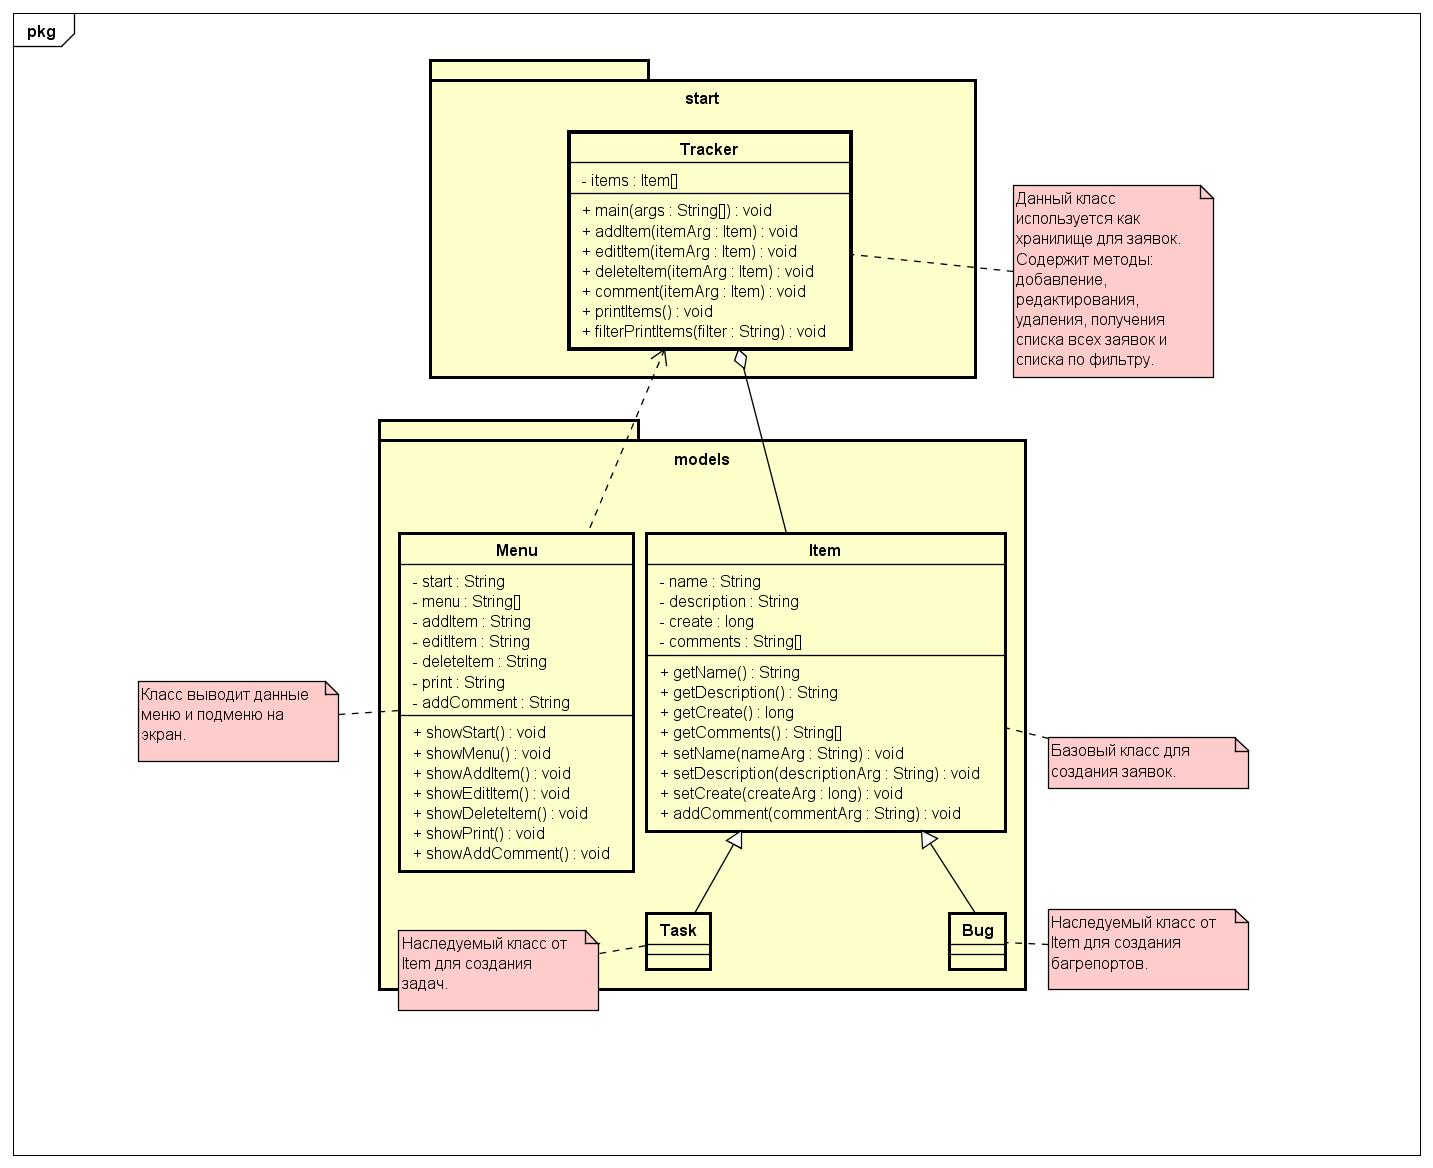 pkg
start
Tracker
- items : Item[]
+ main(args : String[]) : void
+ addItem(itemArg : Item) : void
+ editItem(itemArg : Item) : void
+ deleteItem(itemArg : Item) : void
+ comment(itemArg : Item) : void
+ printItems() : void
+ filterPrintItems(filter : String) : void
Данный класс
используется как
хранилище для заявок.
Содержит методы:
добавление,
редактирования,
удаления, получения
списка всех заявок и
списка по фильтру.
models
Menu
- start : String
- menu : String[]
- addItem : String
- editItem : String
- deleteItem : String
- print : String
- addComment : String
+ showStart() : void
+ showMenu() : void
+ showAddItem() : void
+ showEditItem() : void
+ showDeleteItem() : void
+ showPrint() : void
+ showAddComment() : void
Item
- name : String
- description : String
- create : long
- comments : String[]
+ getName() : String
+ getDescription() : String
+ getCreate() : long
+ getComments() : String[]
+ setName(nameArg : String) : void
+ setDescription(descriptionArg : String) : void
+ setCreate(createArg : long) : void
+ addComment(commentArg : String) : void
Класс выводит данные
меню и подменю на
экран.
Базовый класс для
создания заявок.
Task
Bug
Наследуемый класс от
Item для создания
задач.
Наследуемый класс от
Item для создания
багрепортов.